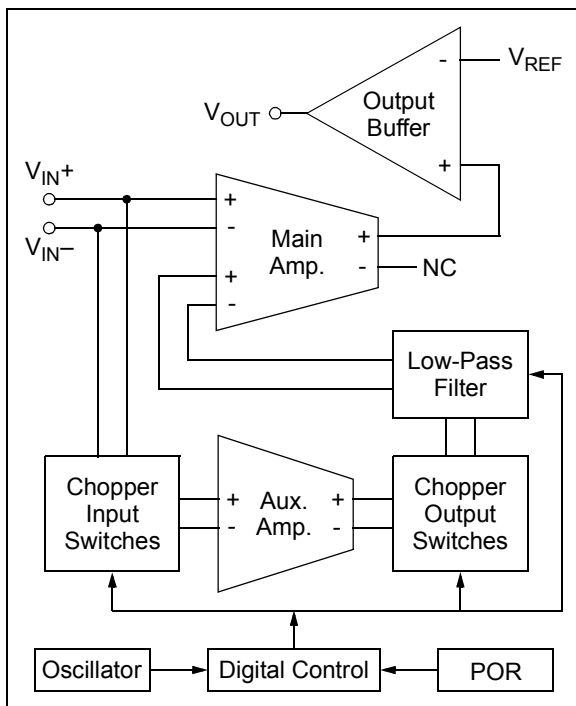 V_REF
-
Output
Buffer
V_OUT
+
V_IN+
V_IN–
+
-
+
-
Main
Amp.
+
-
NC
Low-Pass
Filter
Chopper
Input
Switches
+
-
Aux.
Amp.
+
-
Chopper
Output
Switches
Oscillator
Digital Control
POR